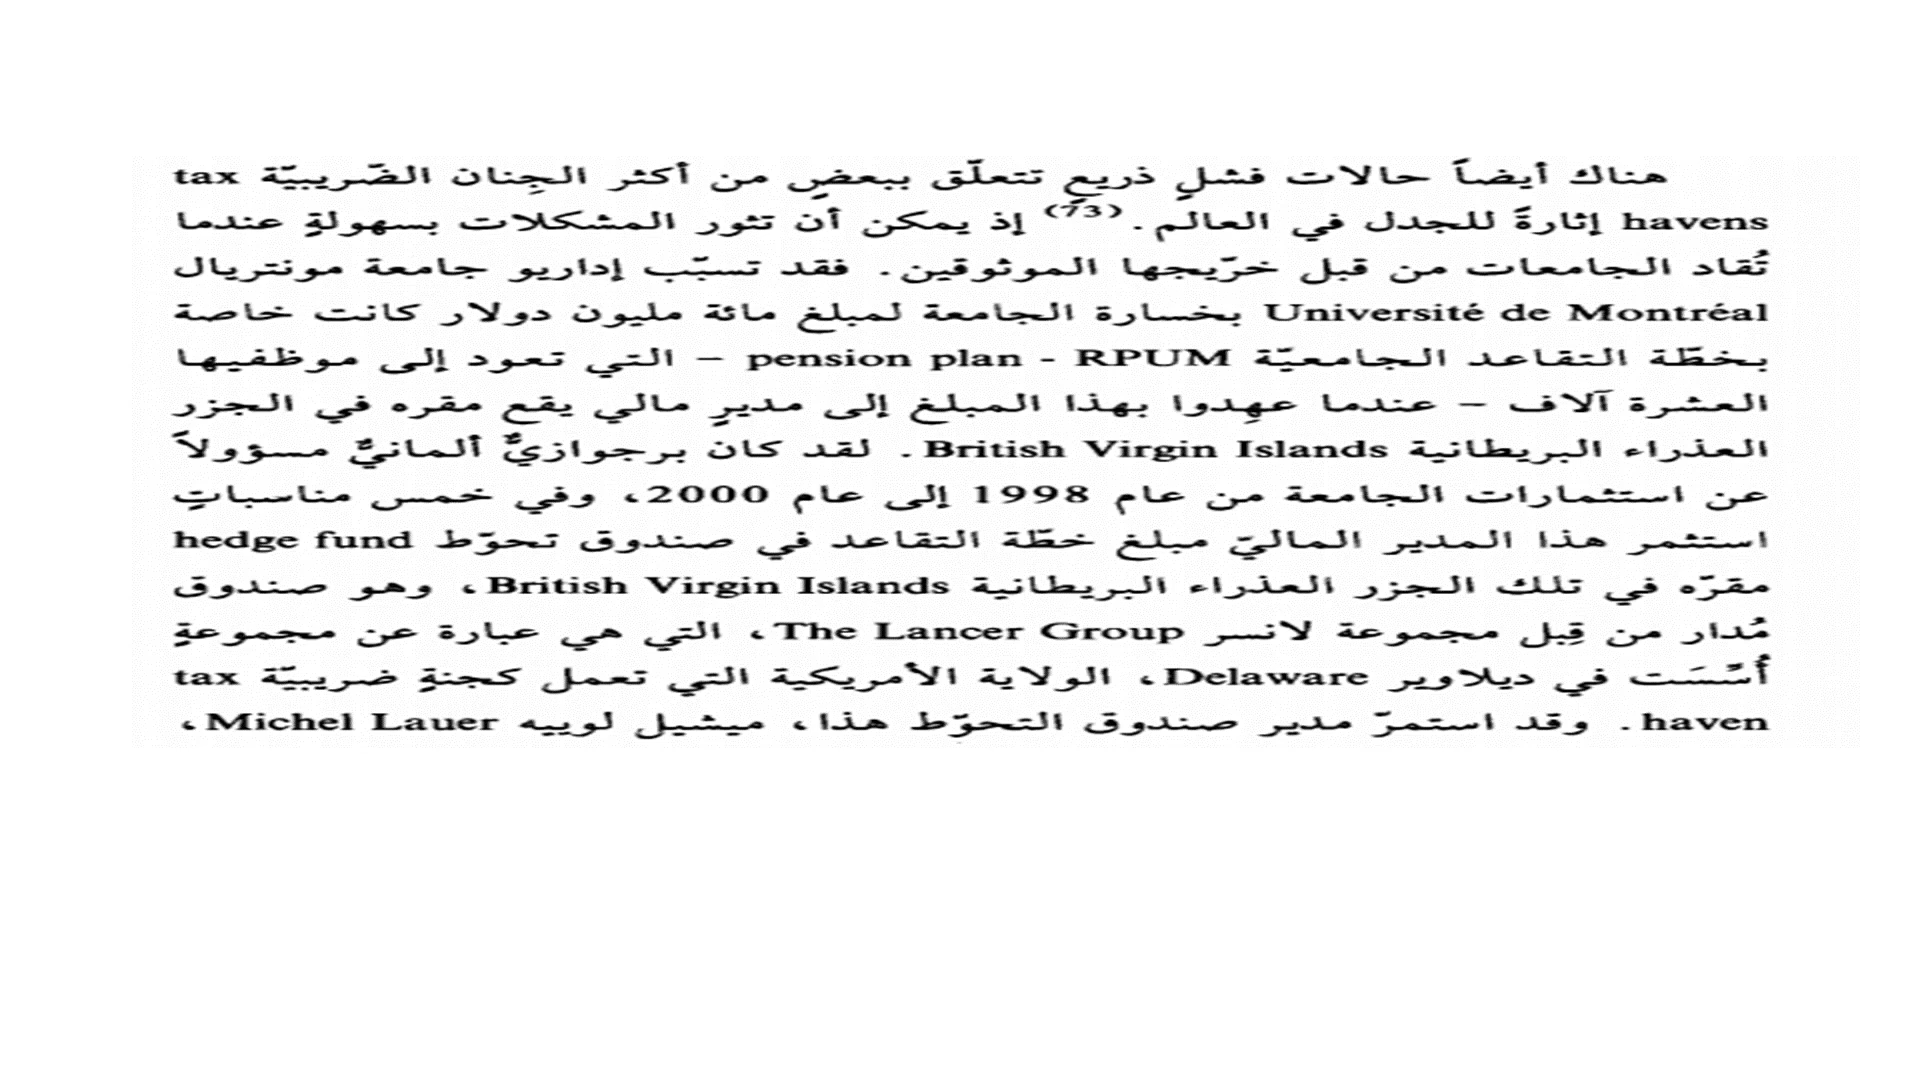 هناك أيضاً حالات فشلٍ ذريعٍ تتعلّق ببعضٍ من أكثر الجِنان الضّريبيّة tax
havens إثارةً للجدل في العالم.(73) إذ يمكن أن تثور المشكلات بسهولةٍ عندما
تُقاد الجامعات من قبل خرّيجها الموثوقين. فقد تسبّب إداريو جامعة مونتريال
Université de Montréal بخسارة الجامعة لمبلغ مائة مليون دولار كانت خاصة
بخطّة التقاعد الجامعيّة pension plan - RPUM – التي تعود إلى موظفيها
العشرة آلاف – عندما عهِدوا بهذا المبلغ إلى مديرٍ مالي يقع مقره في الجزر
العذراء البريطانية British Virgin Islands. لقد كان برجوازيٌّ ألمانيٌّ مسؤولاً
عن استثمارات الجامعة من عام 1998 إلى عام 2000، وفي خمس مناسباتٍ
استثمر هذا المدير الماليّ مبلغ خطّة التقاعد في صندوق تحوّط hedge fund
مقرّه في تلك الجزر العذراء البريطانية British Virgin Islands، وهو صندوق
مُدار من قِبل مجموعة لانسر The Lancer Group، التي هي عبارة عن مجموعةٍ
أُسّسَت في ديلاوير Delaware، الولاية الأمريكية التي تعمل كجنةٍ ضريبيّة tax
haven. وقد استمرّ مدير صندوق التحوّط هذا، ميشيل لوييه Michel Lauer،